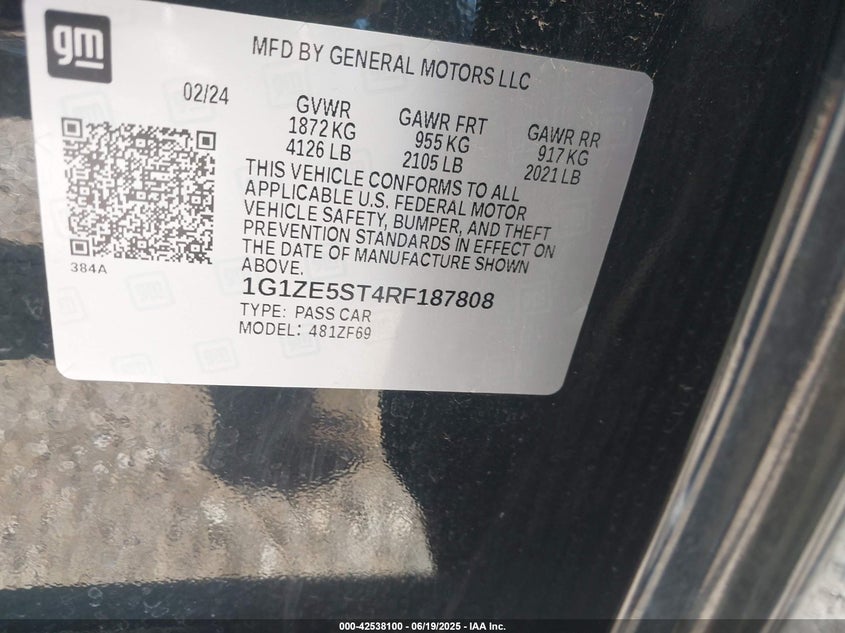 gm
MFD BY GENERAL MOTORS LLC
02/24
GVWR
1872 KG
4126 LB
GAWR FRT
955 KG
2105 LB
GAWR RR
917 KG
2021 LB
THIS VEHICLE CONFORMS TO ALL
APPLICABLE U.S. FEDERAL MOTOR
VEHICLE SAFETY, BUMPER, AND THEFT
PREVENTION STANDARDS IN EFFECT ON
THE DATE OF MANUFACTURE SHOWN
ABOVE.
384A
1G1ZE5ST4RF187808
TYPE: PASS CAR
MODEL: 481ZF69
000-42538100 - 06/19/2025 - IAA Inc.